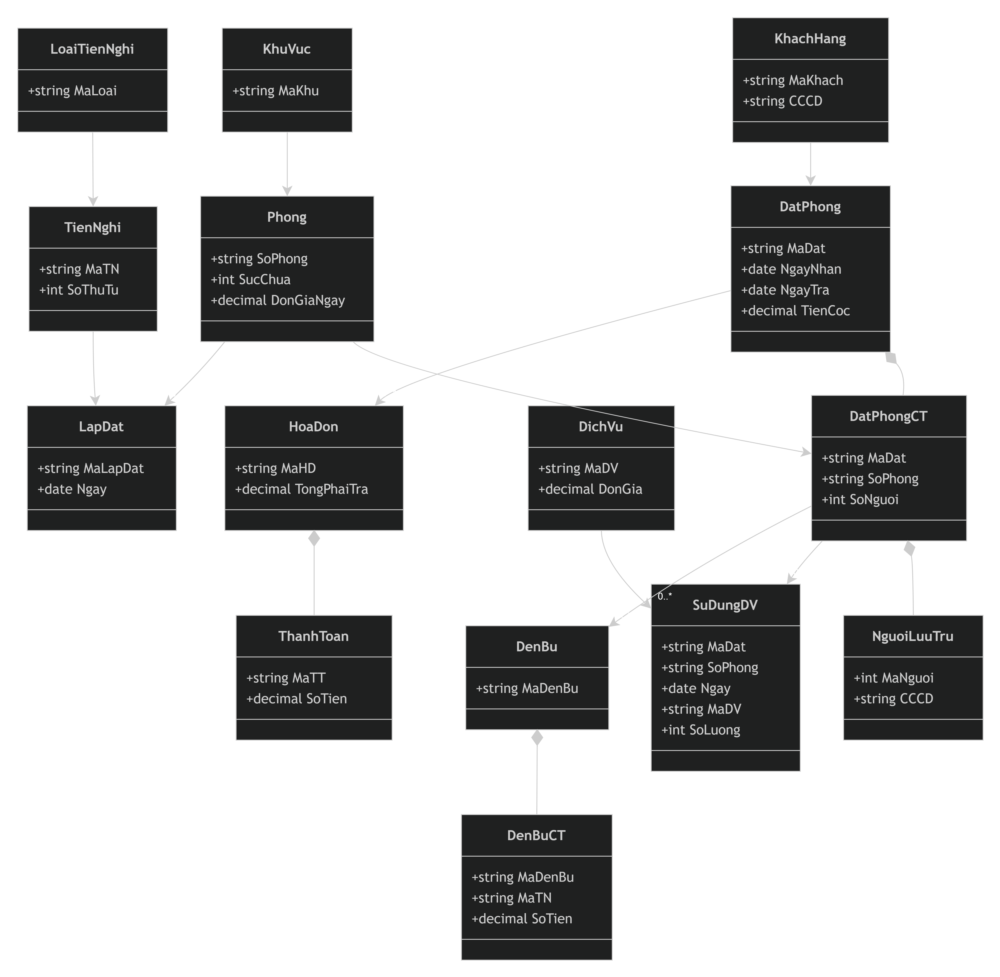 LoaiTienNghi
+string MaLoai
KhuVuc
+string MaKhu
KhachHang
+string MaKhach
+string CCCD
TienNghi
+string MaTN
+int SoThuTu
Phong
+string SoPhong
+int SucChua
+decimal DonGiaNgay
DatPhong
+string MaDat
+date NgayNhan
+date NgayTra
+decimal TienCoc
LapDat
+string MaLapDat
+date Ngay
HoaDon
+string MaHD
+decimal TongPhaiTra
DichVu
+string MaDV
+decimal DonGia
DatPhongCT
+string MaDat
+string SoPhong
+int SoNguoi
ThanhToan
+string MaTT
+decimal SoTien
DenBu
+string MaDenBu
0..*
SuDungDV
+string MaDat
+string SoPhong
+date Ngay
+string MaDV
+int SoLuong
NguoiLuuTru
+int MaNguoi
+string CCCD
DenBuCT
+string MaDenBu
+string MaTN
+decimal SoTien